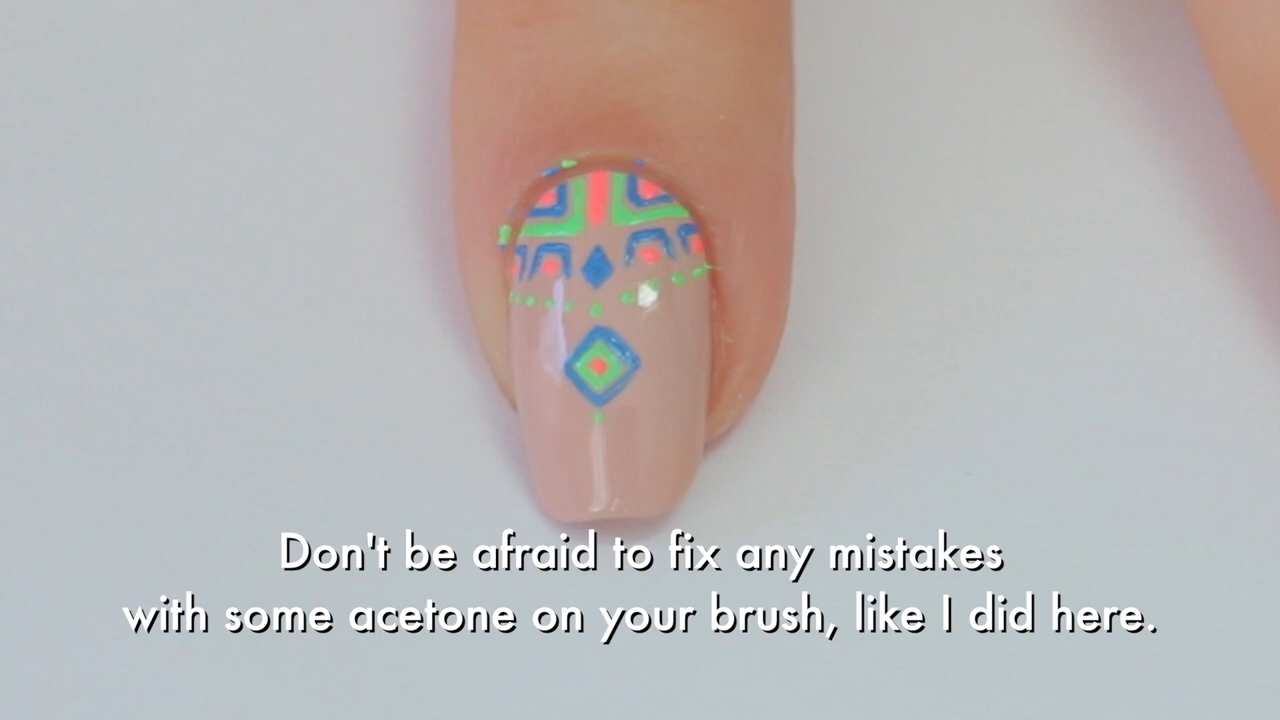 Don't be afraid to fix any mistakes
with some acetone on your brush, like I did here.